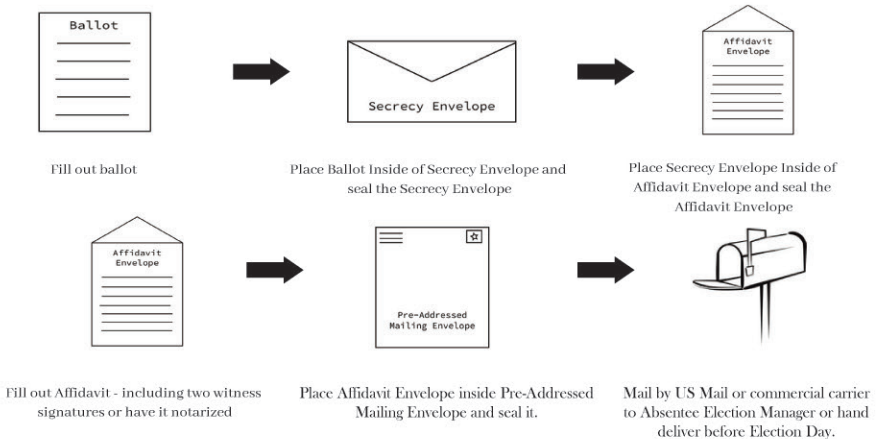 Ballot
Secrecy Envelope
Affidavit
Envelope
Fill out ballot
Place Ballot Inside of Secrecy Envelope and
seal the Secrecy Envelope
Place Secrecy Envelope Inside of
Affidavit Envelope and seal the
Affidavit Envelope
Affidavit
Envelope
Pre-Addressed
Mailing Envelope
Fill out Affidavit - including two witness
signatures or have it notarized
Place Affidavit Envelope inside Pre-Addressed
Mailing Envelope and seal it.
Mail by US Mail or commercial carrier
to Absentee Election Manager or hand
deliver before Election Day.